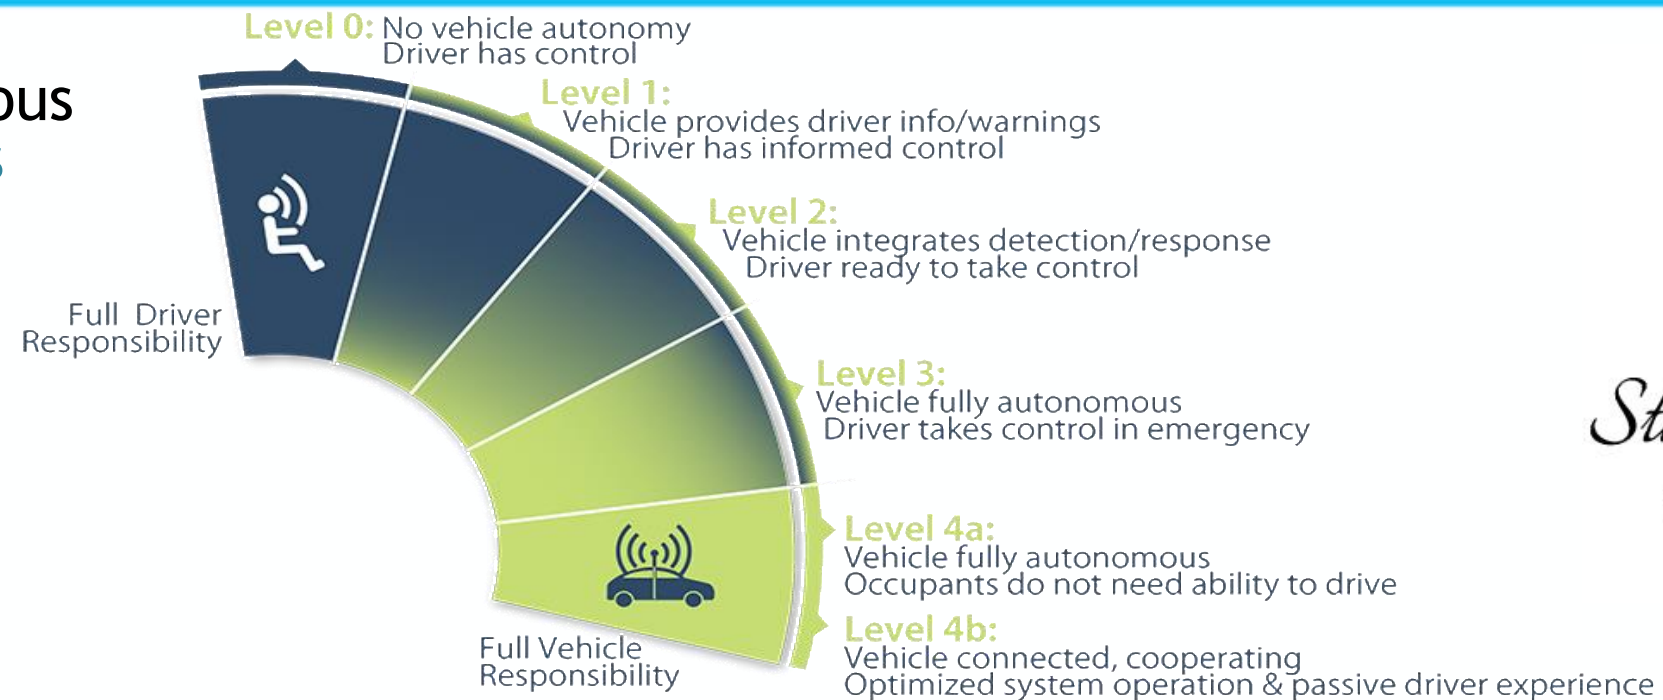 Level 0: No vehicle autonomy
Driver has control
ous
Level 1:
Vehicle provides driver info/warnings
Driver has informed control
Level 2:
Vehicle integrates detection/response
Driver ready to take control
Full Driver
Responsibility
Level 3:
Vehicle fully autonomous
Driver takes control in emergency
Level 4a:
Vehicle fully autonomous
Occupants do not need ability to drive
Level 4b:
Vehicle connected, cooperating
Optimized system operation & passive driver experience
Full Vehicle
Responsibility